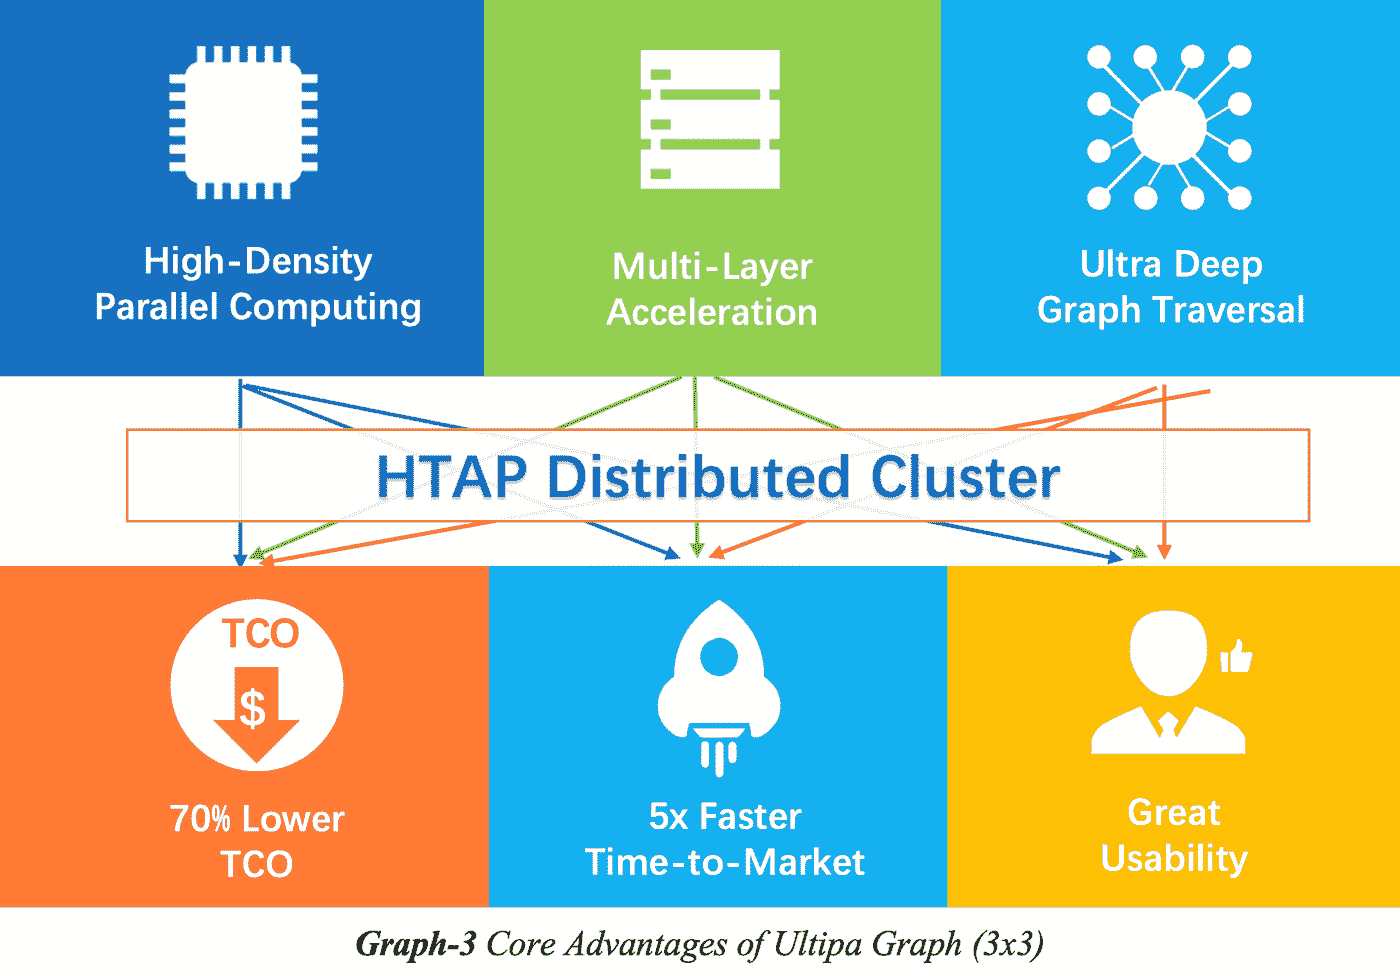 High-Density
Parallel Computing
Multi-Layer
Acceleration
Ultra Deep
Graph Traversal
HTAP Distributed Cluster
TCO
$
70% Lower
TCO
5x Faster
Time-to-Market
Great
Usability
Graph-3 Core Advantages of Ultipa Graph (3x3)